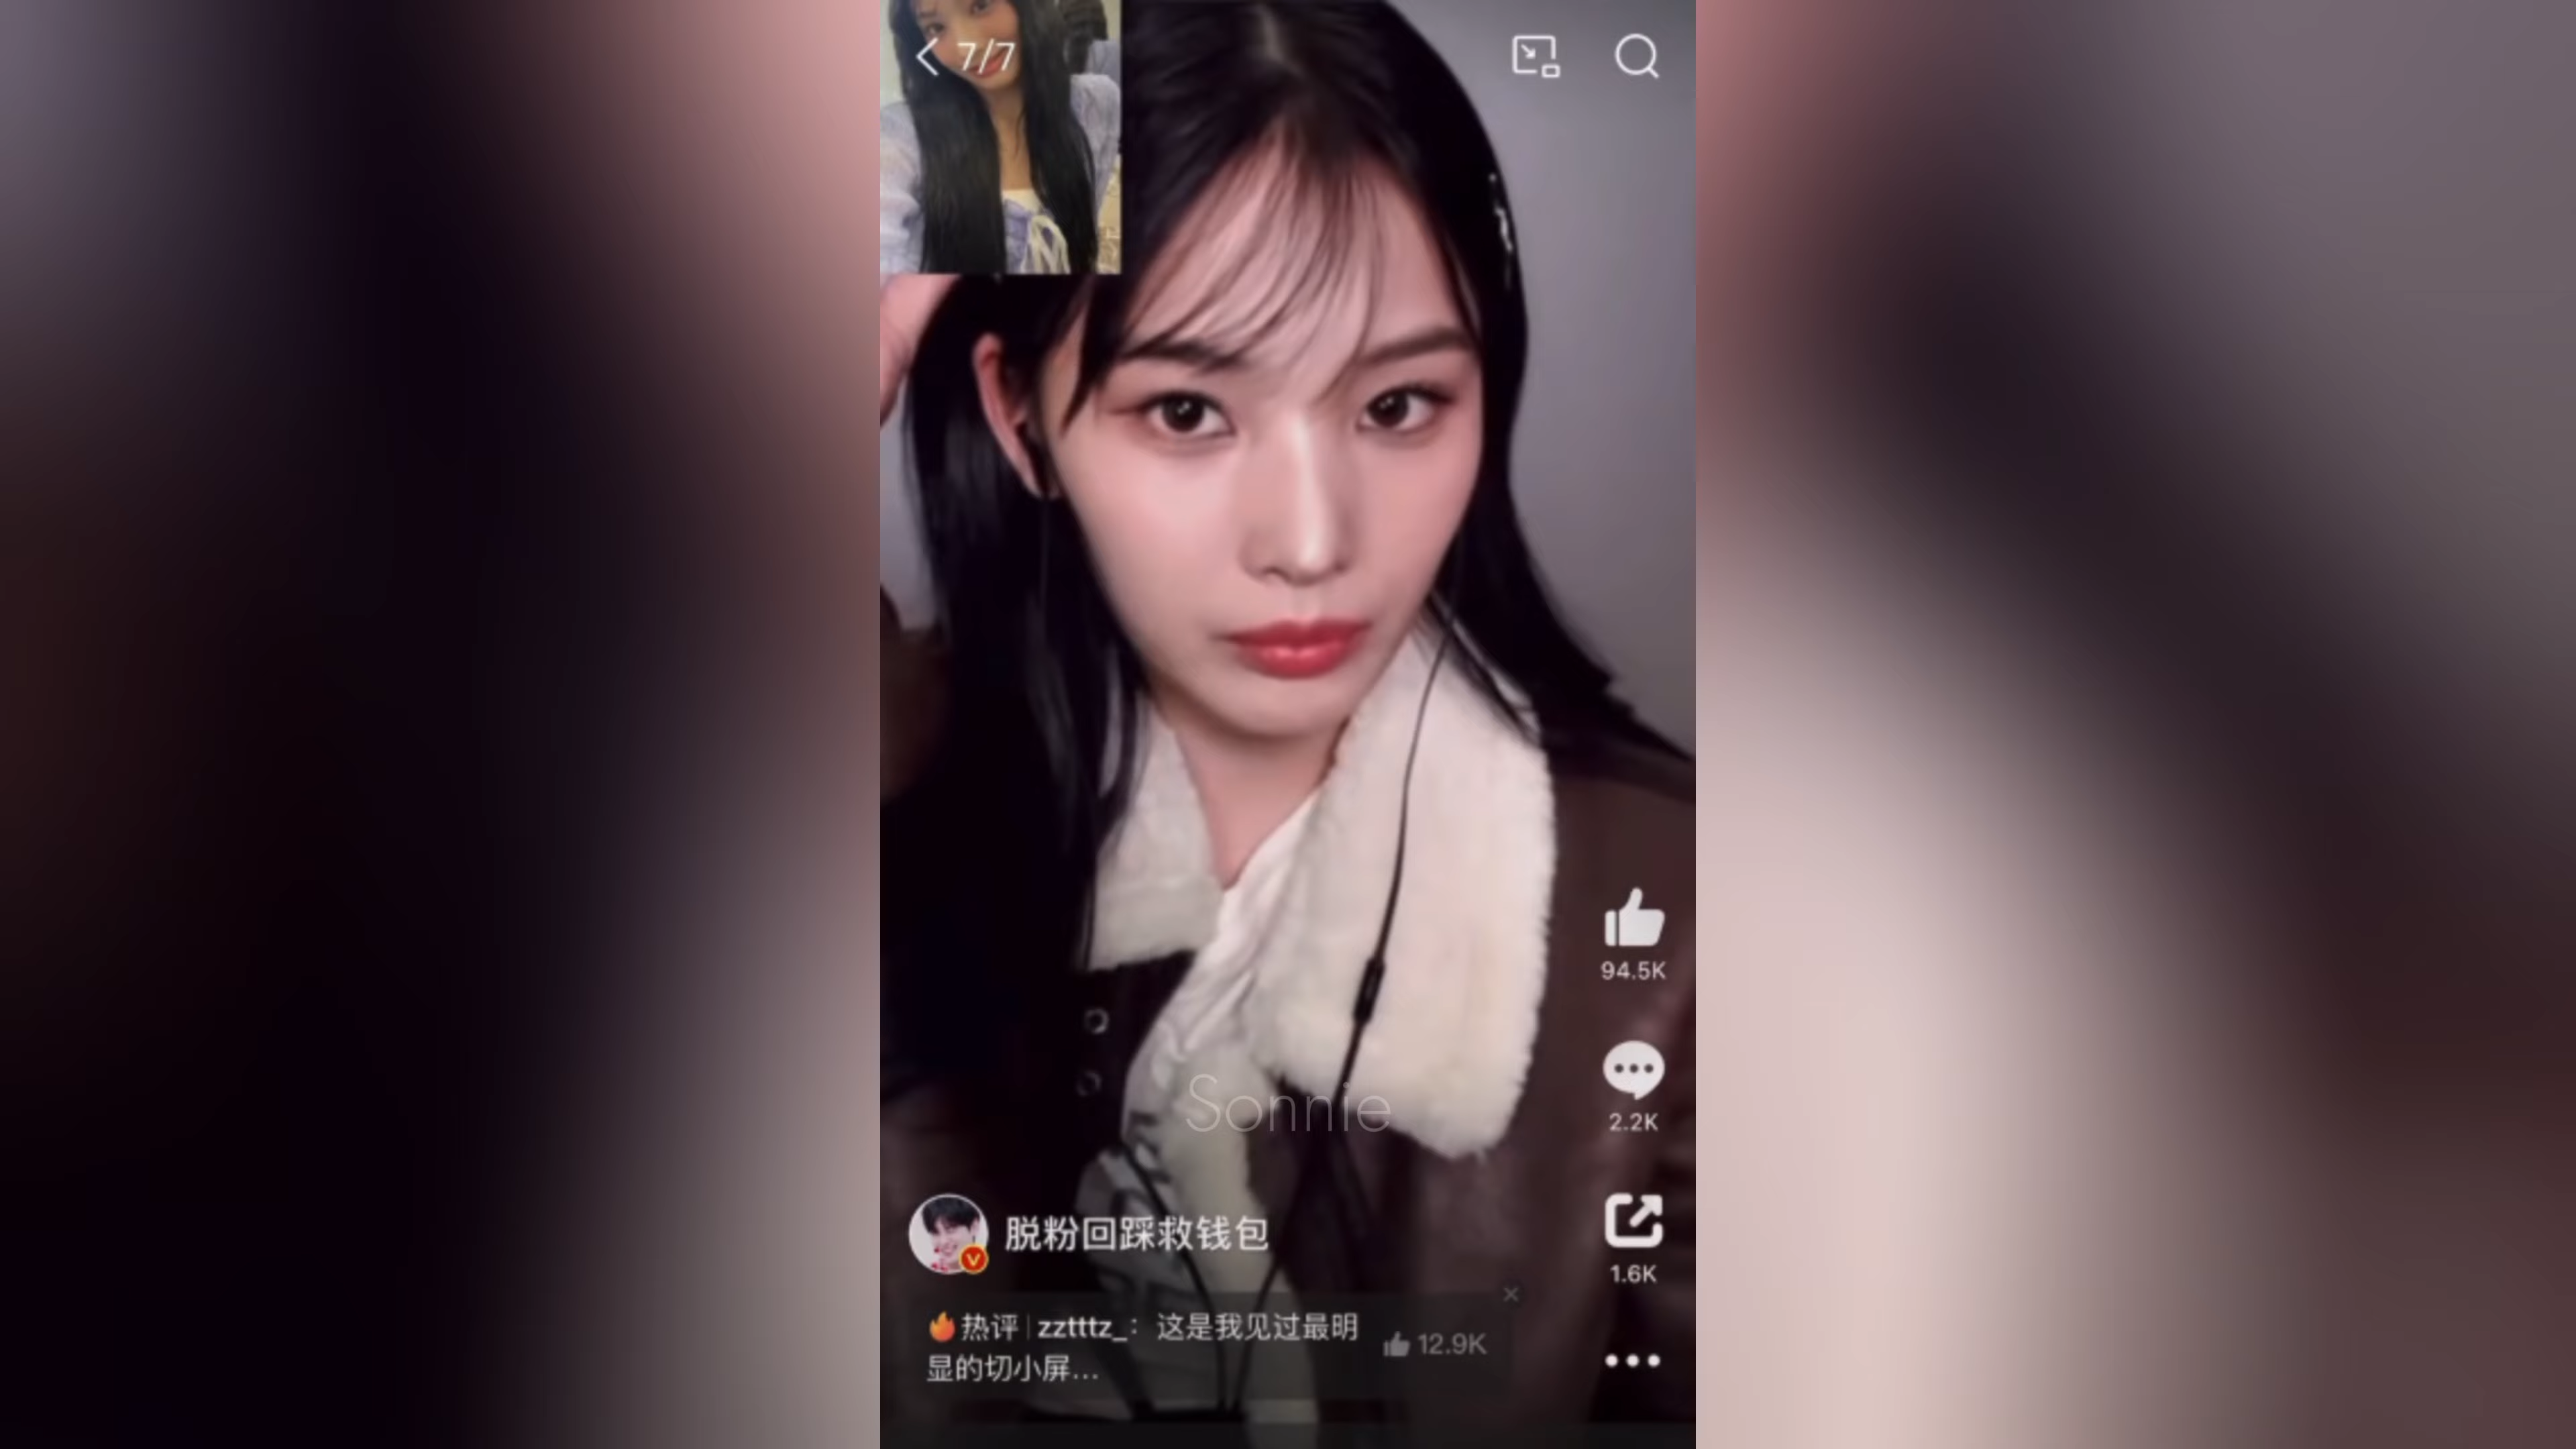 7/7
94.5K
2.2K
Sonnie
脱粉回踩救钱包
1.6K
热评 | zztttz_：这是我见过最明
显的切小屏...
12.9K